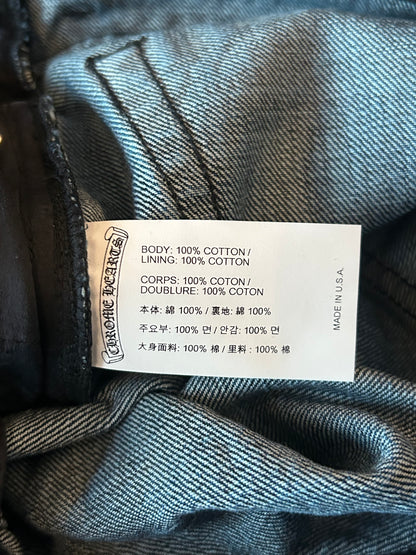 CHROME HEARTS
BODY: 100% COTTON /
LINING: 100% COTTON
CORPS: 100% COTON /
DOUBLURE: 100% COTON
本体: 綿 100% / 裏地: 綿 100%
주요부: 100% 면 / 안감: 100% 면
大身面料: 100% 棉 / 里料: 100% 棉
MADE IN U.S.A.